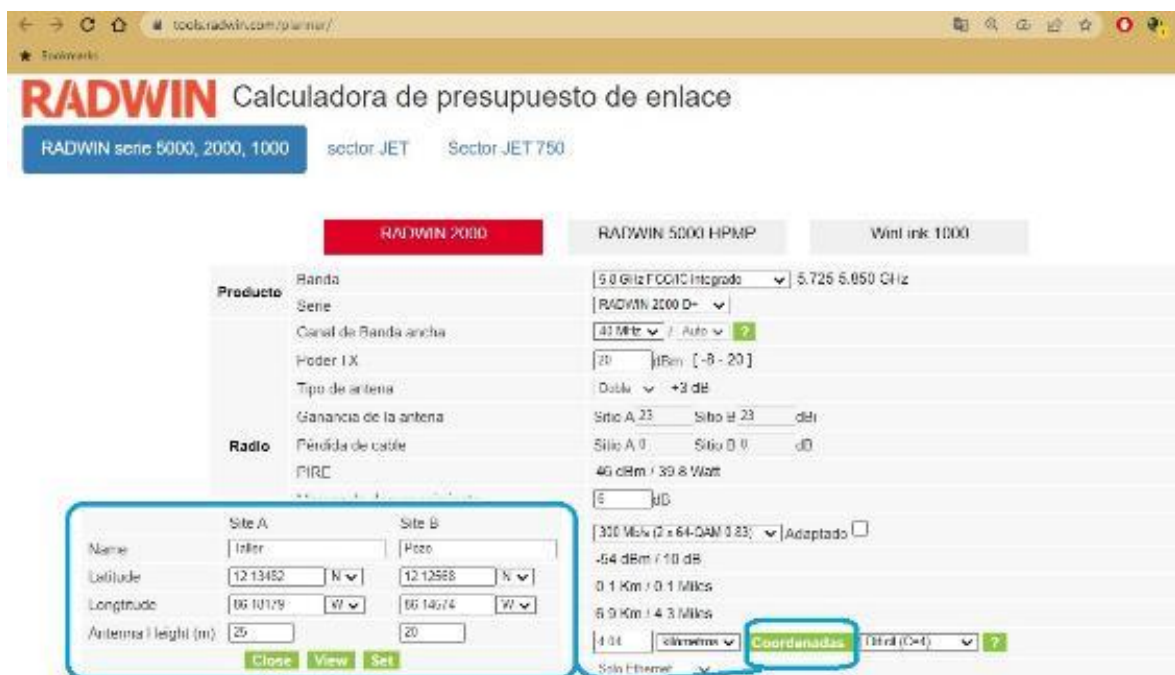 tools.radwin.com/planner/
Bookmarks
RADWIN Calculadora de presupuesto de enlace
RADWIN serie 5000, 2000, 1000 sector JET Sector JET 750
RADWIN 2000 RADWIN 5000 HPMP WinLink 1000
Producto
Banda 5.8 GHz FCC/IC Integrado 5.725 5.850 GHz
Serie RADWIN 2000 D+
Radio
Canal de Banda ancha 40 MHz / Auto ?
Poder TX 20 dBm [ -8 - 20 ]
Tipo de antena Doble +3 dB
Ganancia de la antena Sitio A 23 Sitio B 23 dBi
Pérdida de cable Sitio A 0 Sitio B 0 dB
PIRE 46 dBm / 39.8 Watt
6 dB
300 Mb/s (2 x 64-QAM 0.83) Adaptado
-54 dBm / 10 dB
0.1 Km / 0.1 Miles
6.9 Km / 4.3 Miles
4.04 kilómetros Coordenadas Difícil (C=4) ?
Solo Ethernet
Site A Site B
Name Taller Pozo
Latitude 12.13482 N 12.12568 N
Longtitude W W
Antenna Height (m) 25 20
Close View Set